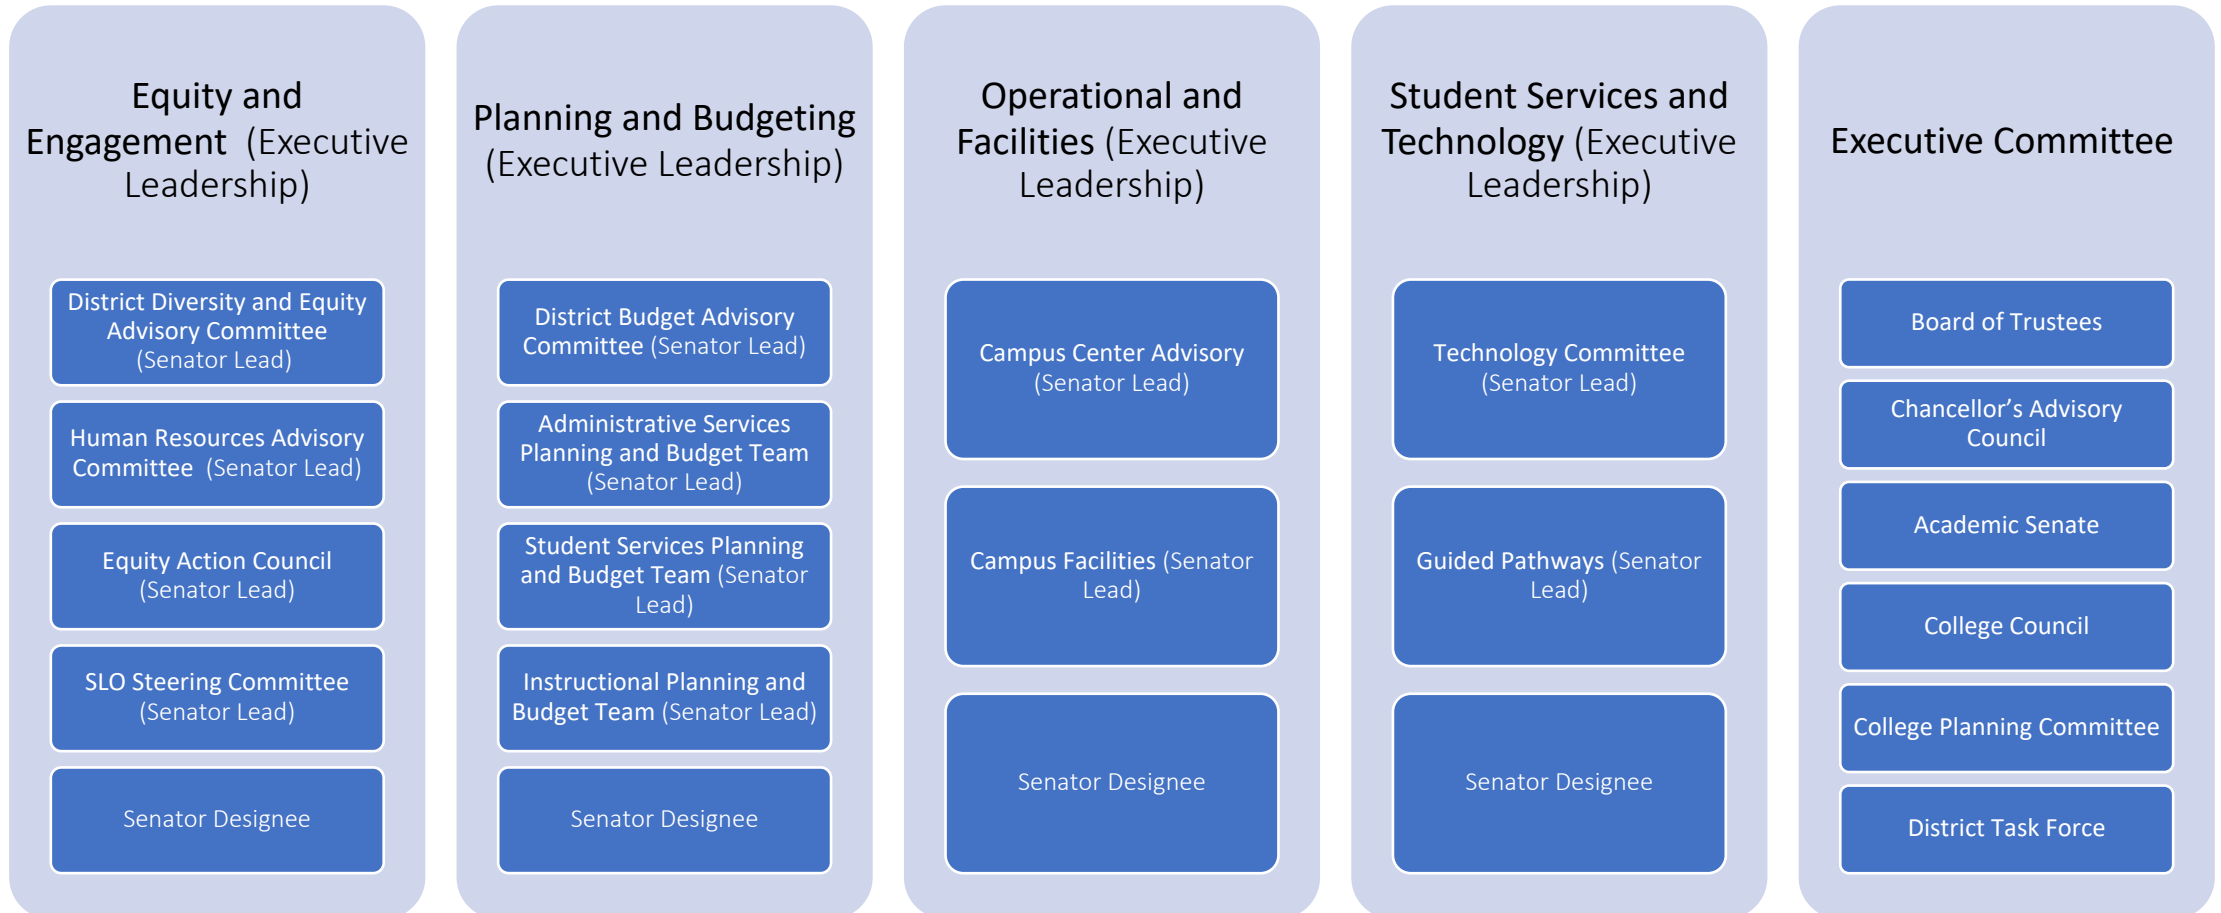 Equity and
Engagement (Executive
Leadership)
District Diversity and Equity
Advisory Committee
(Senator Lead)
Human Resources Advisory
Committee (Senator Lead)
Equity Action Council
(Senator Lead)
SLO Steering Committee
(Senator Lead)
Senator Designee
Planning and Budgeting
(Executive Leadership)
District Budget Advisory
Committee (Senator Lead)
Administrative Services
Planning and Budget Team
(Senator Lead)
Student Services Planning
and Budget Team (Senator
Lead)
Instructional Planning and
Budget Team (Senator Lead)
Senator Designee
Operational and
Facilities (Executive
Leadership)
Campus Center Advisory
(Senator Lead)
Campus Facilities (Senator
Lead)
Senator Designee
Student Services and
Technology (Executive
Leadership)
Technology Committee
(Senator Lead)
Guided Pathways (Senator
Lead)
Senator Designee
Executive Committee
Board of Trustees
Chancellor’s Advisory
Council
Academic Senate
College Council
College Planning Committee
District Task Force